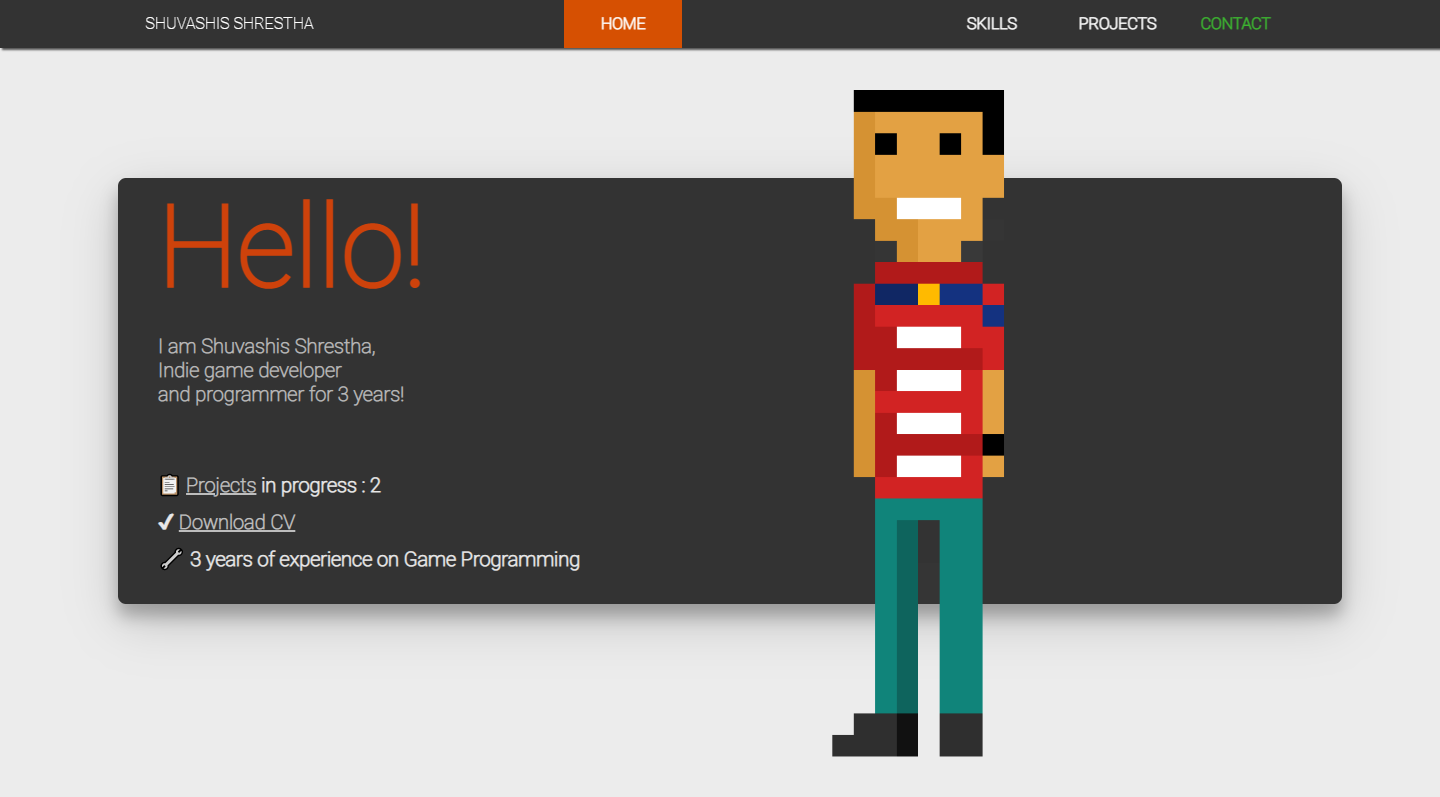 SHUVASHIS SHRESTHA HOME SKILLS PROJECTS CONTACT
Hello!
I am Shuvashis Shrestha,
Indie game developer
and programmer for 3 years!
Projects in progress : 2
Download CV
3 years of experience on Game Programming